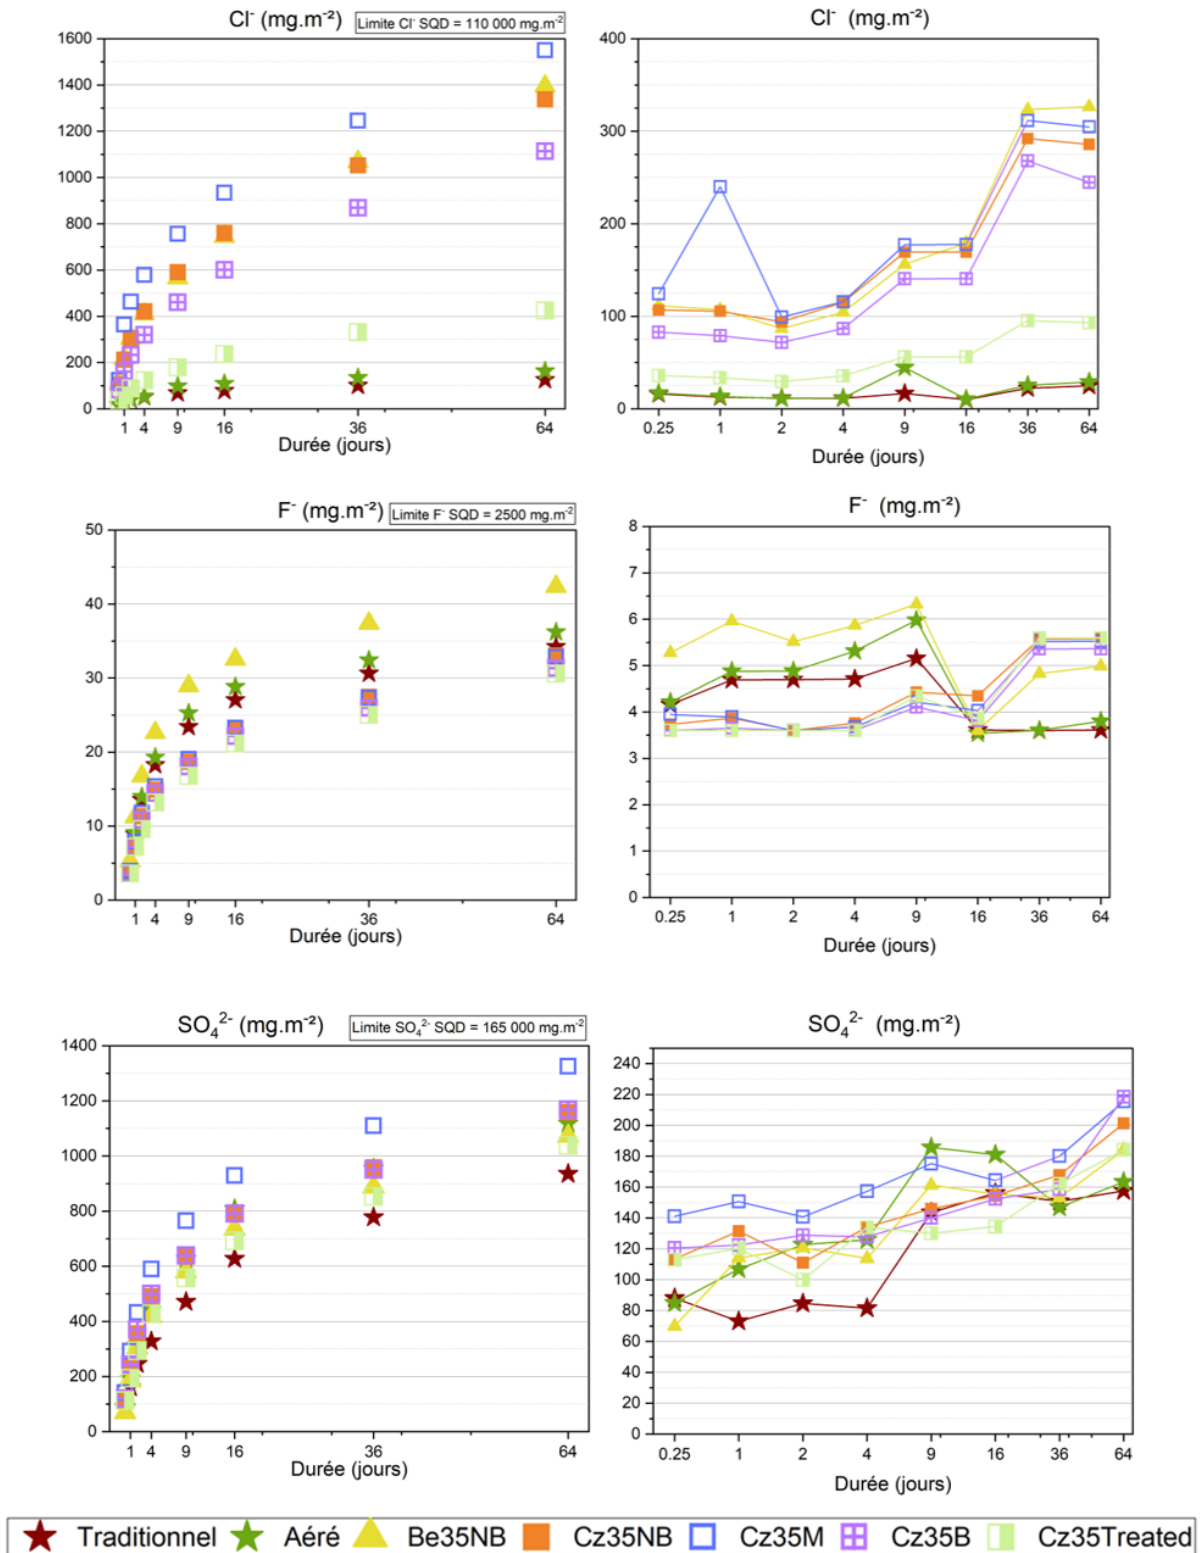 Cl⁻ (mg.m⁻²)
Limite Cl⁻ SQD = 110 000 mg.m⁻²
1600
1400
1200
1000
800
600
400
200
0
1 4 9 16 36 64
Durée (jours)
Cl⁻ (mg.m⁻²)
400
300
200
100
0
0.25 1 2 4 9 16 36 64
Durée (jours)
F⁻ (mg.m⁻²)
Limite F⁻ SQD = 2500 mg.m⁻²
50
40
30
20
10
0
1 4 9 16 36 64
Durée (jours)
F⁻ (mg.m⁻²)
8
7
6
5
4
3
2
1
0
0.25 1 2 4 9 16 36 64
Durée (jours)
SO₄²⁻ (mg.m⁻²)
Limite SO₄²⁻ SQD = 165 000 mg.m⁻²
1400
1200
1000
800
600
400
200
0
1 4 9 16 36 64
Durée (jours)
SO₄²⁻ (mg.m⁻²)
240
220
200
180
160
140
120
100
80
60
40
20
0
0.25 1 2 4 9 16 36 64
Durée (jours)
Traditionnel Aéré Be35NB Cz35NB Cz35M Cz35B Cz35Treated